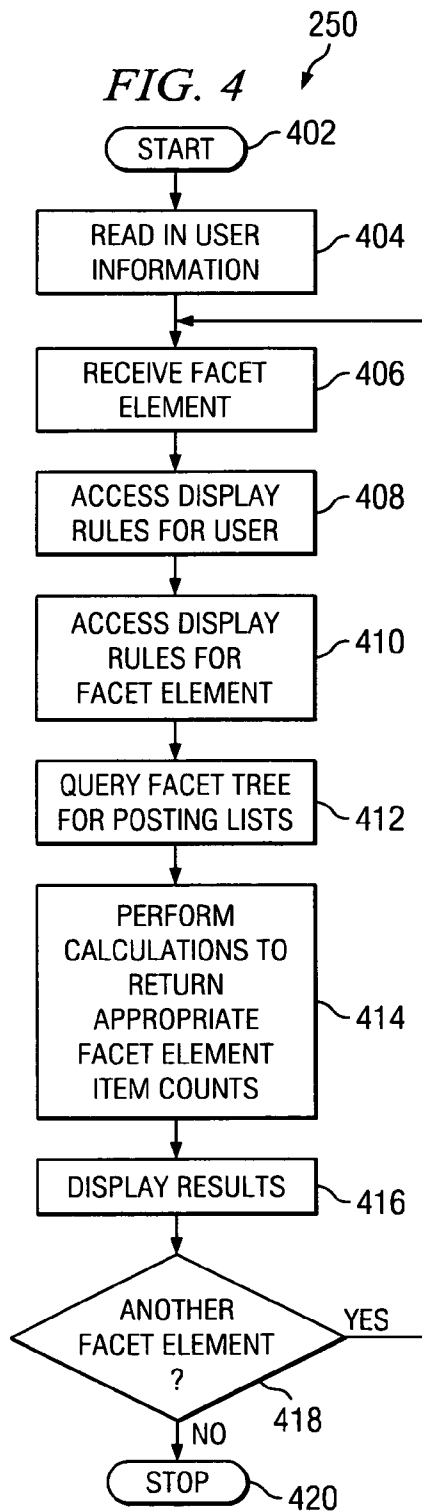 250
FIG. 4
START
402
READ IN USER
INFORMATION
404
RECEIVE FACET
ELEMENT
406
ACCESS DISPLAY
RULES FOR USER
408
ACCESS DISPLAY
RULES FOR
FACET ELEMENT
410
QUERY FACET TREE
FOR POSTING LISTS
412
PERFORM
CALCULATIONS TO
RETURN
APPROPRIATE
FACET ELEMENT
ITEM COUNTS
414
DISPLAY RESULTS
416
ANOTHER
FACET ELEMENT
?
YES
418
NO
STOP
420